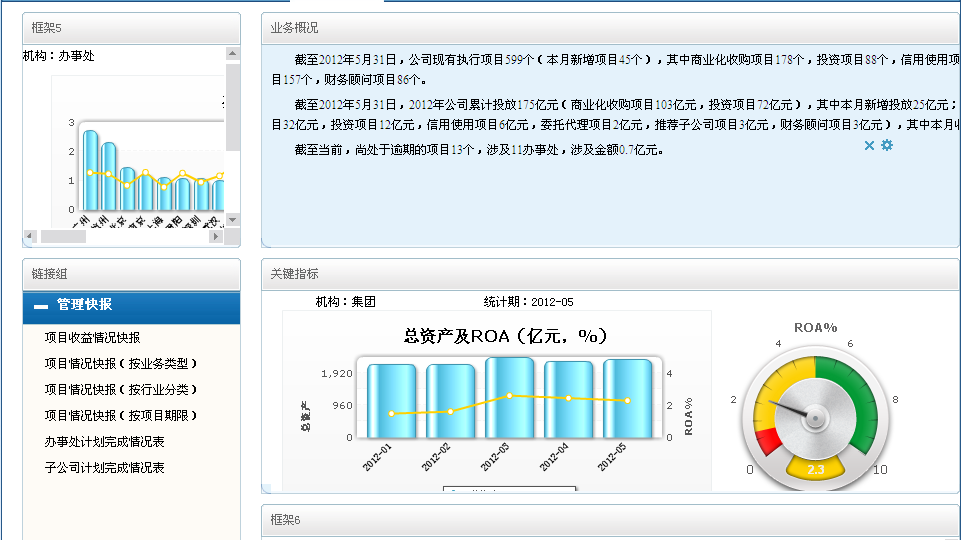 框架5
机构：办事处
3
2
1
0
业务概况
截至2012年5月31日，公司现有执行项目599个（本月新增项目45个），其中商业化收购项目178个，投资项目88个，信用使用项
目157个，财务顾问项目86个。
截至2012年5月31日，2012年公司累计投放175亿元（商业化收购项目103亿元，投资项目72亿元），其中本月新增投放25亿元；
目32亿元，投资项目12亿元，信用使用项目6亿元，委托代理项目2亿元，推荐子公司项目3亿元，财务顾问项目3亿元），其中本月收
截至当前，尚处于逾期的项目13个，涉及11办事处，涉及金额0.7亿元。
链接组
管理快报
项目收益情况快报
项目情况快报（按业务类型）
项目情况快报（按行业分类）
项目情况快报（按项目期限）
办事处计划完成情况表
子公司计划完成情况表
关键指标
机构：集团
统计期：2012-05
总资产及ROA（亿元，%）
总资产
1,920
960
0
4
2
0
ROA%
2012-01
2012-02
2012-03
2012-04
2012-05
ROA%
0
2
4
6
8
10
2.3
框架6